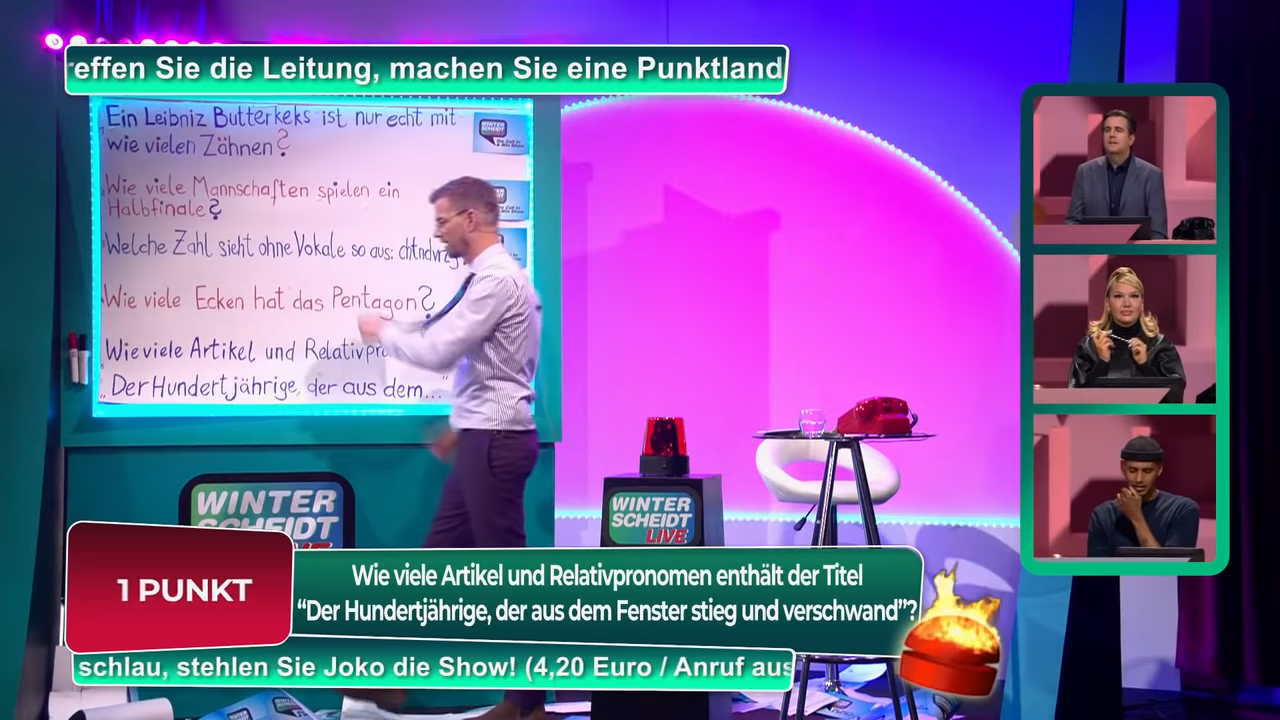 reffen Sie die Leitung, machen Sie eine Punktland
Ein Leibniz Butterkeks ist nur echt mit
wie vielen Zähnen?
Wie viele Mannschaften spielen ein
Halbfinale?
Welche Zahl sieht ohne Vokale so aus: chtndvrzg
Wie viele Ecken hat das Pentagon?
Wieviele Artikel und Relativpro
"Der Hundertjährige, der aus dem..."
WINTER
SCHEIDT
WINTER
SCHEIDT
LIVE
1 PUNKT
Wie viele Artikel und Relativpronomen enthält der Titel
“Der Hundertjährige, der aus dem Fenster stieg und verschwand”?
schlau, stehlen Sie Joko die Show! (4,20 Euro / Anruf aus